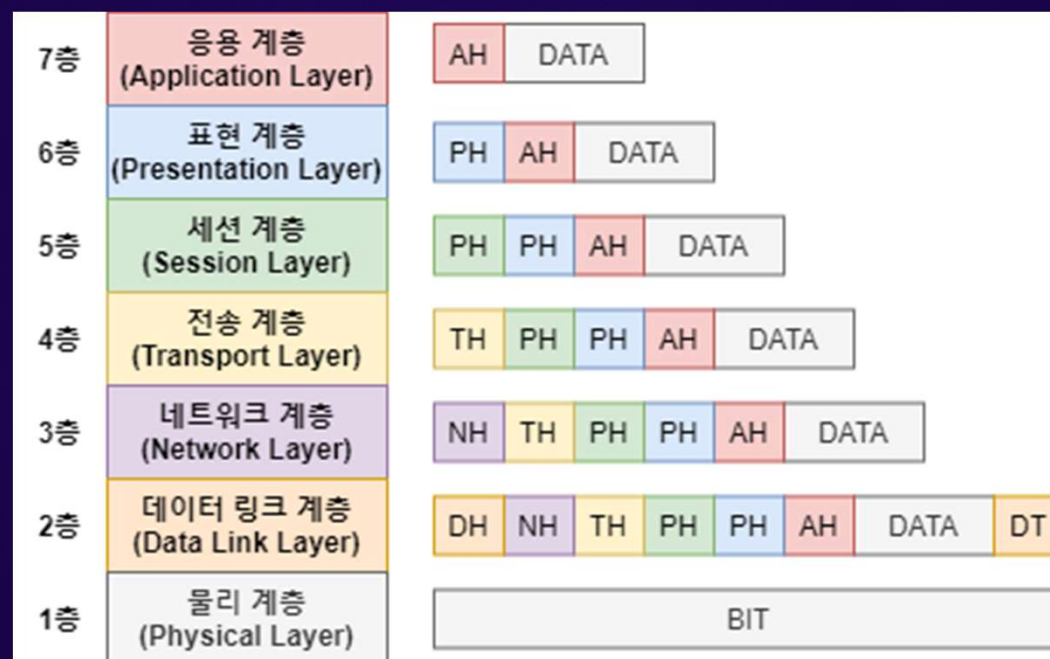 7층 응용 계층 (Application Layer) AH DATA
6층 표현 계층 (Presentation Layer) PH AH DATA
5층 세션 계층 (Session Layer) PH PH AH DATA
4층 전송 계층 (Transport Layer) TH PH PH AH DATA
3층 네트워크 계층 (Network Layer) NH TH PH PH AH DATA
2층 데이터 링크 계층 (Data Link Layer) DH NH TH PH PH AH DATA DT
1층 물리 계층 (Physical Layer) BIT